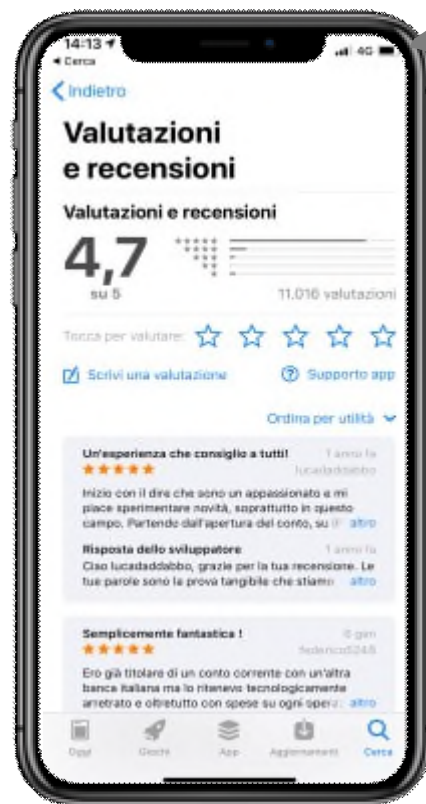 14:13
4G
Cerca
Indietro
Valutazioni
e recensioni
Valutazioni e recensioni
4,7
su 5
11.016 valutazioni
Tocca per valutare:
Scrivi una valutazione
Supporto app
Ordina per utilità
Un'esperienza che consiglio a tutti!
1 anno fa
lucadaddabbo
Inizio con il dire che sono un appassionato e mi
piace sperimentare novità, soprattutto in questo
campo. Partendo dall'apertura del conto, su altro
Risposta dello sviluppatore
1 anno fa
Ciao lucadaddabbo, grazie per la tua recensione. Le
tue parole sono la prova tangibile che stiamo altro
Semplicemente fantastica !
6 gen
federico5248
Ero già titolare di un conto corrente con un'altra
banca italiana ma lo ritenevo tecnologicamente
arretrato e oltretutto con spese su ogni opera altro
Oggi
Giochi
App
Aggiornamenti
Cerca